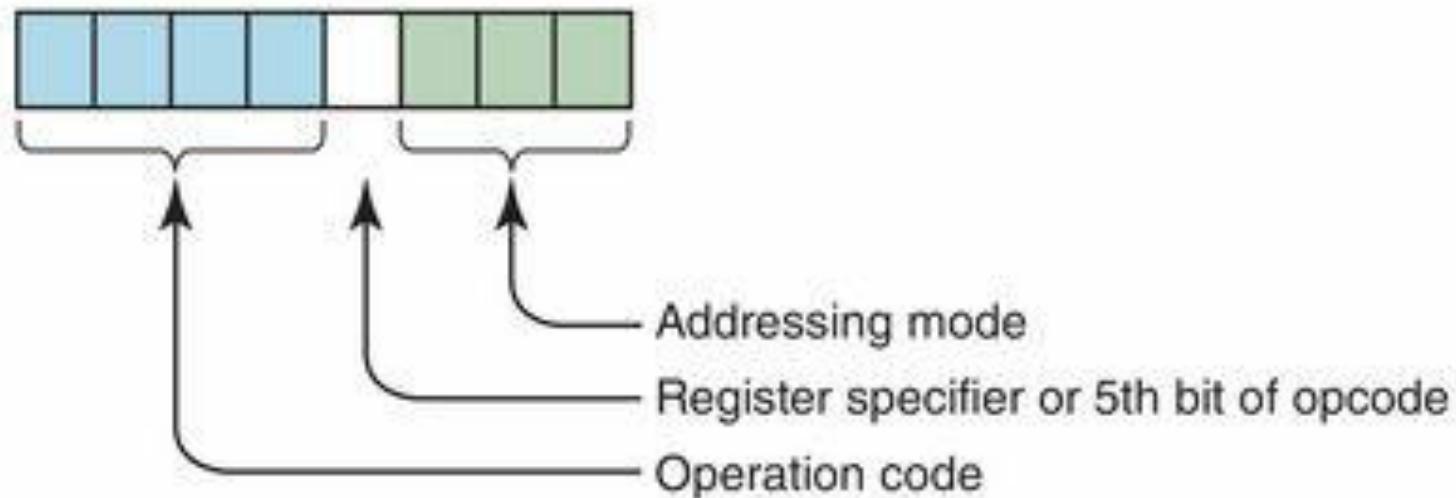 Addressing mode
Register specifier or 5th bit of opcode
Operation code